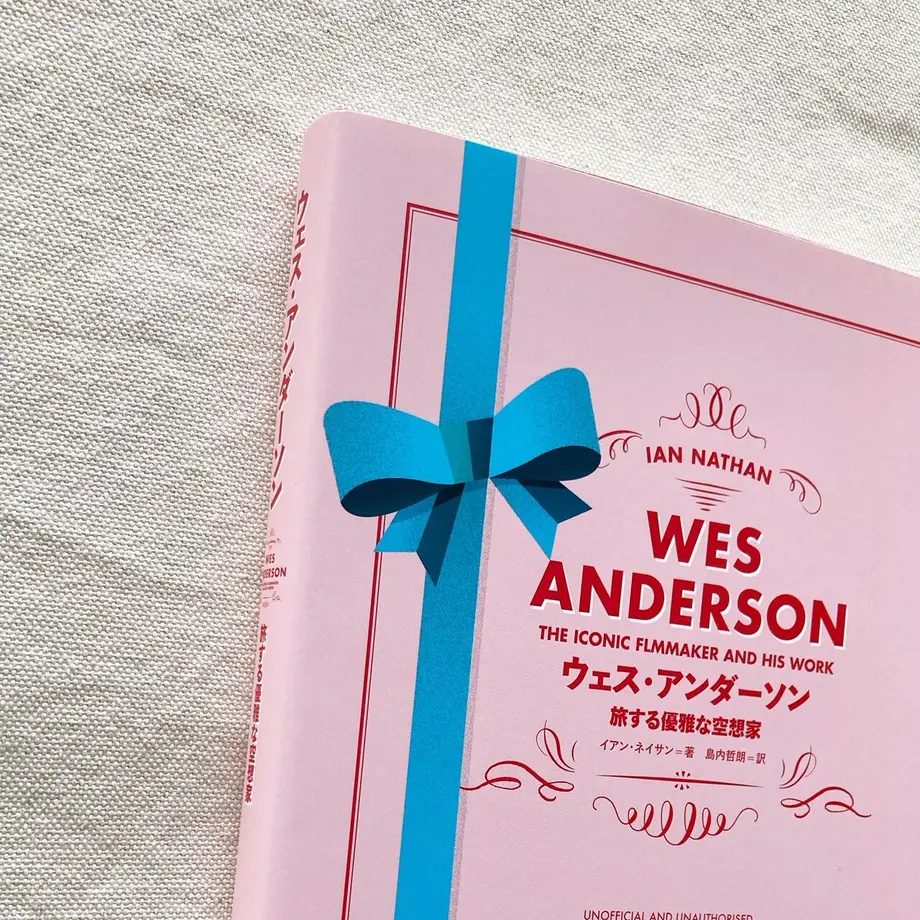 IAN NATHAN
WES
ANDERSON
THE ICONIC FLMMAKER AND HIS WORK
ウェス・アンダーソン
旅する優雅な空想家
イアン・ネイサン=著 島内哲朗=訳
UNOFFICIAL AND UNAUTHORISED
ウェス・アンダーソン
WES
ANDERSON
旅する優雅な空想家